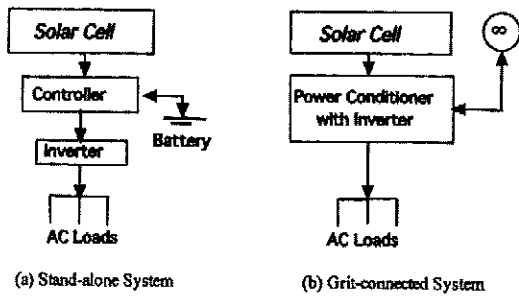 Solar Cell
Controller
Battery
Inverter
AC Loads
(a) Stand-alone System
Solar Cell
∞
Power Conditioner
with Inverter
AC Loads
(b) Grit-connected System